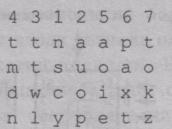 4 3 1 2 5 6 7
t t n a a p t
m t s u o a o
d w c o i x k
n l y p e t z